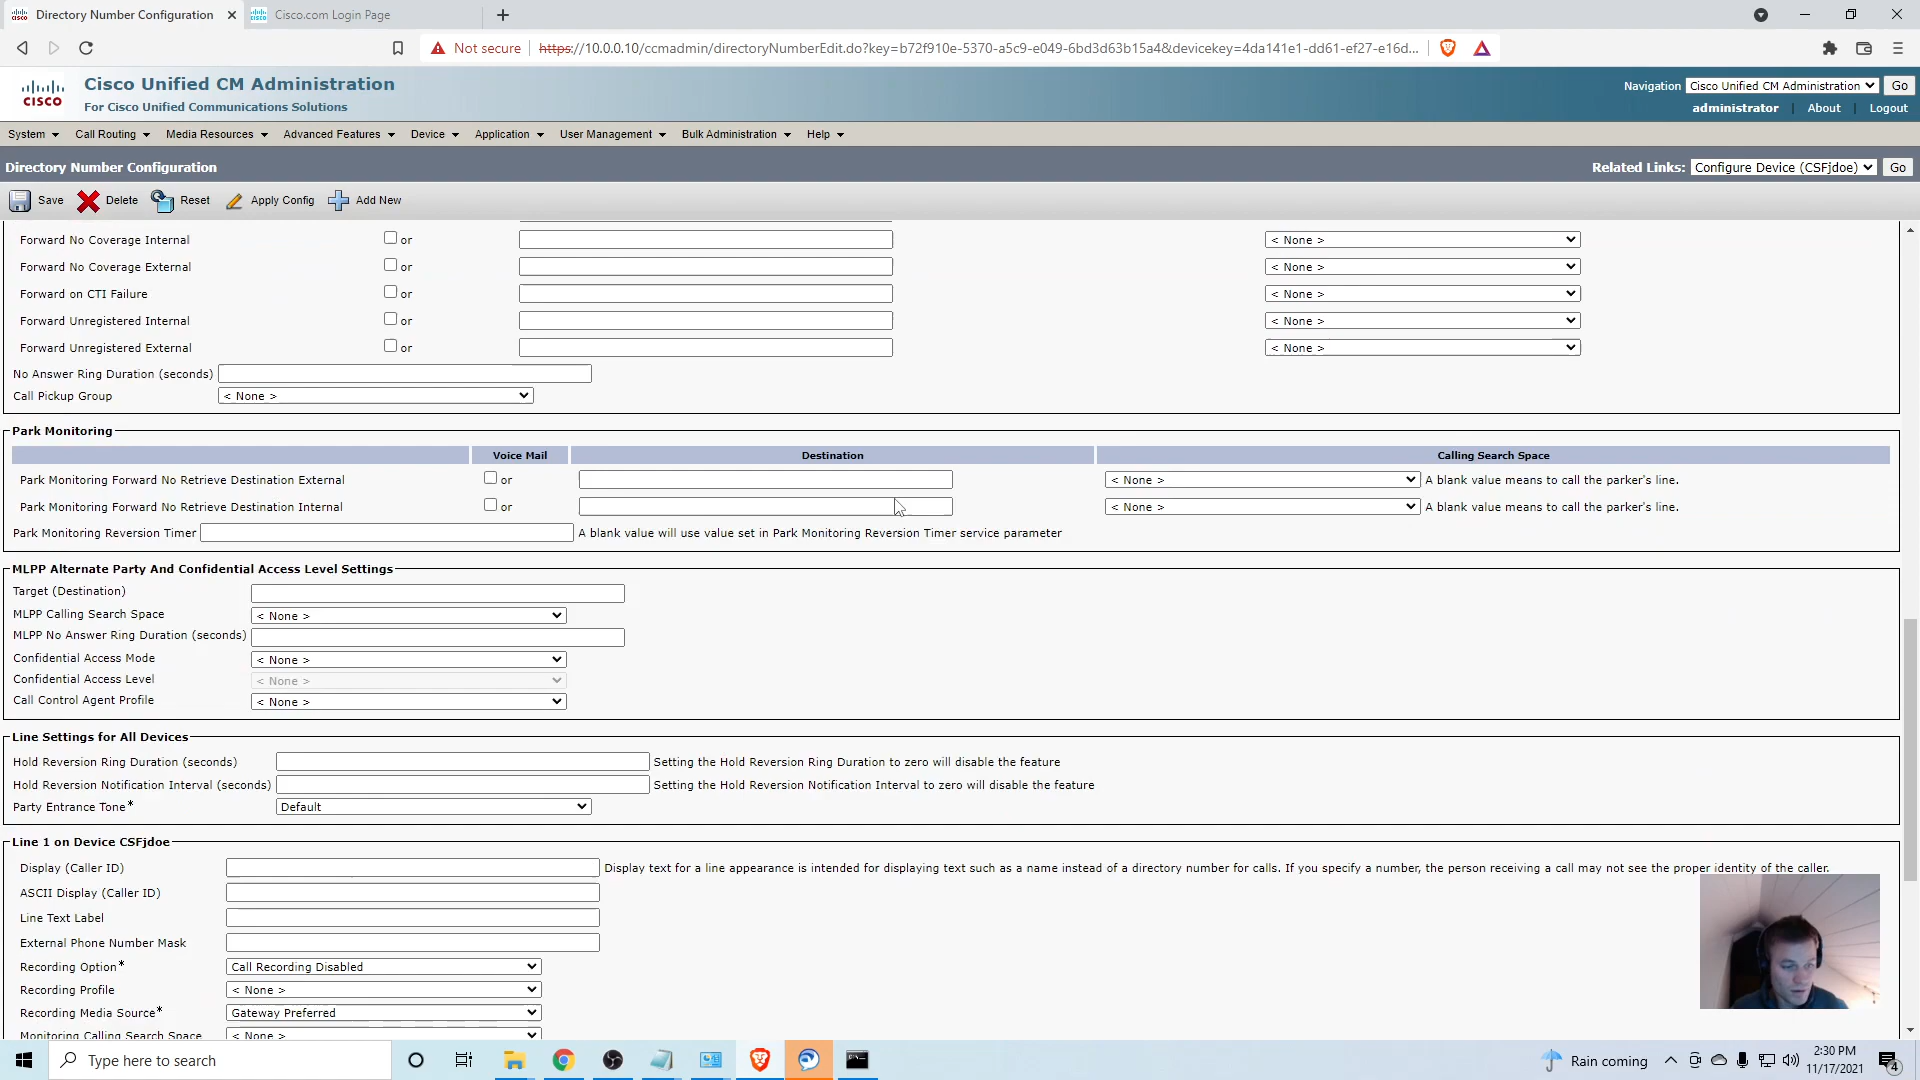 Directory Number Configuration
Cisco.com Login Page
Not secure
https://10.0.0.10/ccmadmin/directoryNumberEdit.do?key=b72f910e-5370-a5c9-e049-6bd3d63b15a4&devicekey=4da141e1-dd61-ef27-e16d...
CISCO
Cisco Unified CM Administration
For Cisco Unified Communications Solutions
Navigation Cisco Unified CM Administration Go
administrator | About | Logout
System Call Routing Media Resources Advanced Features Device Application User Management Bulk Administration Help
Directory Number Configuration
Related Links: Configure Device (CSFjdoe) Go
Save Delete Reset Apply Config Add New
Forward No Coverage Internal or < None >
Forward No Coverage External or < None >
Forward on CTI Failure or < None >
Forward Unregistered Internal or < None >
Forward Unregistered External or < None >
No Answer Ring Duration (seconds)
Call Pickup Group < None >
Park Monitoring
Voice Mail Destination Calling Search Space
Park Monitoring Forward No Retrieve Destination External or < None > A blank value means to call the parker's line.
Park Monitoring Forward No Retrieve Destination Internal or < None > A blank value means to call the parker's line.
Park Monitoring Reversion Timer A blank value will use value set in Park Monitoring Reversion Timer service parameter
MLPP Alternate Party And Confidential Access Level Settings
Target (Destination)
MLPP Calling Search Space < None >
MLPP No Answer Ring Duration (seconds)
Confidential Access Mode < None >
Confidential Access Level < None >
Call Control Agent Profile < None >
Line Settings for All Devices
Hold Reversion Ring Duration (seconds) Setting the Hold Reversion Ring Duration to zero will disable the feature
Hold Reversion Notification Interval (seconds) Setting the Hold Reversion Notification Interval to zero will disable the feature
Party Entrance Tone* Default
Line 1 on Device CSFjdoe
Display (Caller ID) Display text for a line appearance is intended for displaying text such as a name instead of a directory number for calls. If you specify a number, the person receiving a call may not see the proper identity of the caller.
ASCII Display (Caller ID)
Line Text Label
External Phone Number Mask
Recording Option* Call Recording Disabled
Recording Profile < None >
Recording Media Source* Gateway Preferred
Monitoring Calling Search Space < None >
Type here to search
Rain coming
2:30 PM
11/17/2021
4